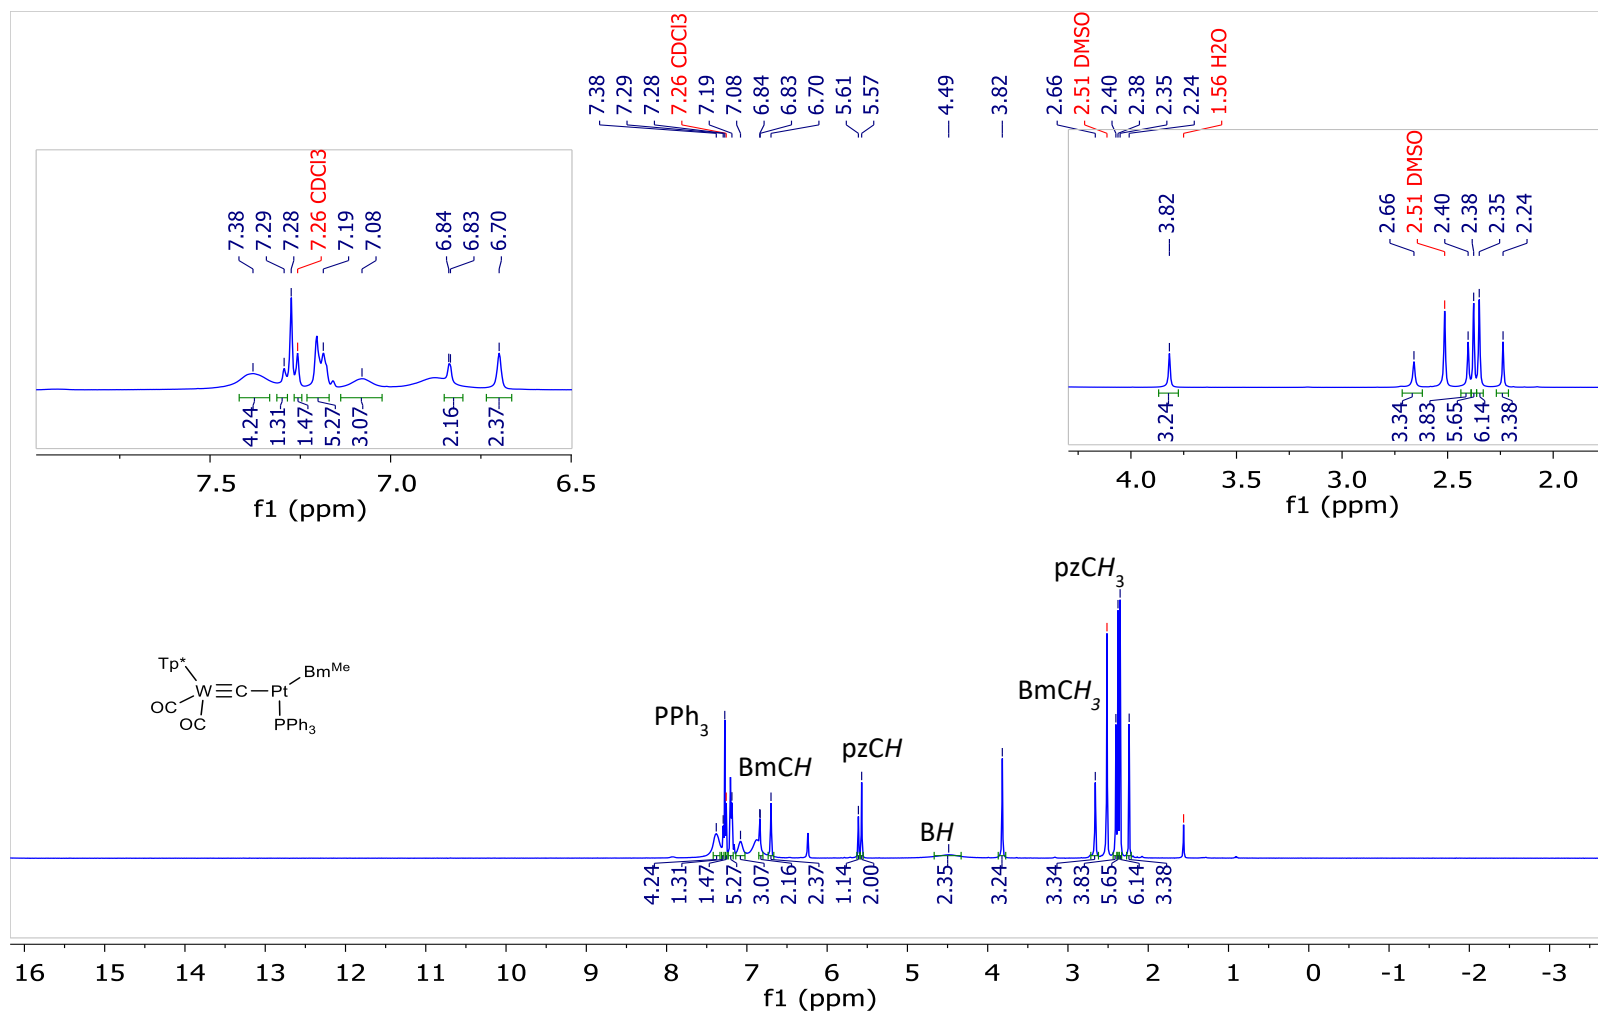 7.38
7.29
7.28
7.26 CDCl3
7.19
7.08
6.84
6.83
6.70
5.61
5.57
4.49
3.82
2.66
2.51 DMSO
2.40
2.38
2.35
2.24
1.56 H2O
7.38
7.29
7.28
7.26 CDCl3
7.19
7.08
6.84
6.83
6.70
4.24
1.31
1.47
5.27
3.07
2.16
2.37
7.5 7.0 6.5
f1 (ppm)
3.82
2.66
2.51 DMSO
2.40
2.38
2.35
2.24
3.24
3.34
3.83
5.65
6.14
3.38
4.0 3.5 3.0 2.5 2.0
f1 (ppm)
Tp*
W≡C—Pt
BmMe
OC
OC
PPh3
PPh3
BmCH
pzCH
BH
BmCH3
pzCH3
4.24
1.31
1.47
5.27
3.07
2.16
2.37
1.14
2.00
2.35
3.24
3.34
3.83
5.65
6.14
3.38
16 15 14 13 12 11 10 9 8 7 6 5 4 3 2 1 0 -1 -2 -3
f1 (ppm)